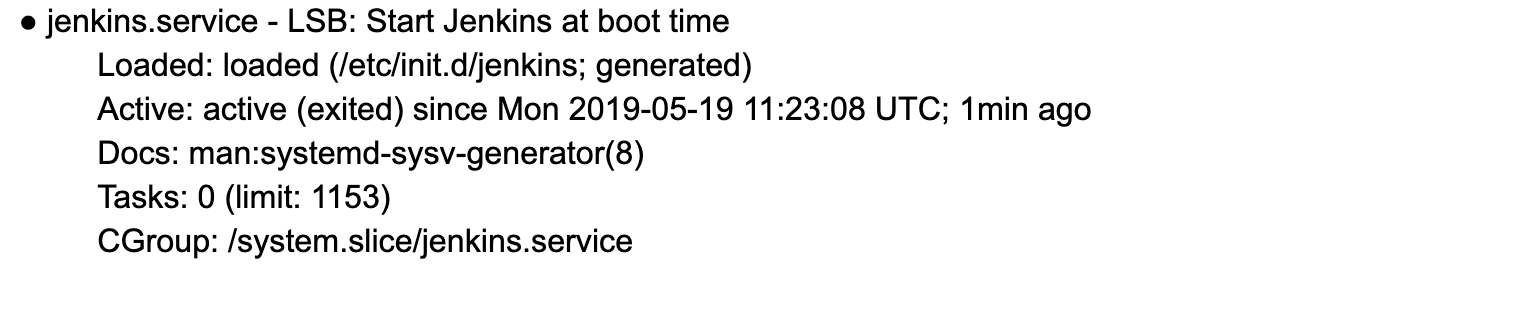 ● jenkins.service - LSB: Start Jenkins at boot time
Loaded: loaded (/etc/init.d/jenkins; generated)
Active: active (exited) since Mon 2019-05-19 11:23:08 UTC; 1min ago
Docs: man:systemd-sysv-generator(8)
Tasks: 0 (limit: 1153)
CGroup: /system.slice/jenkins.service